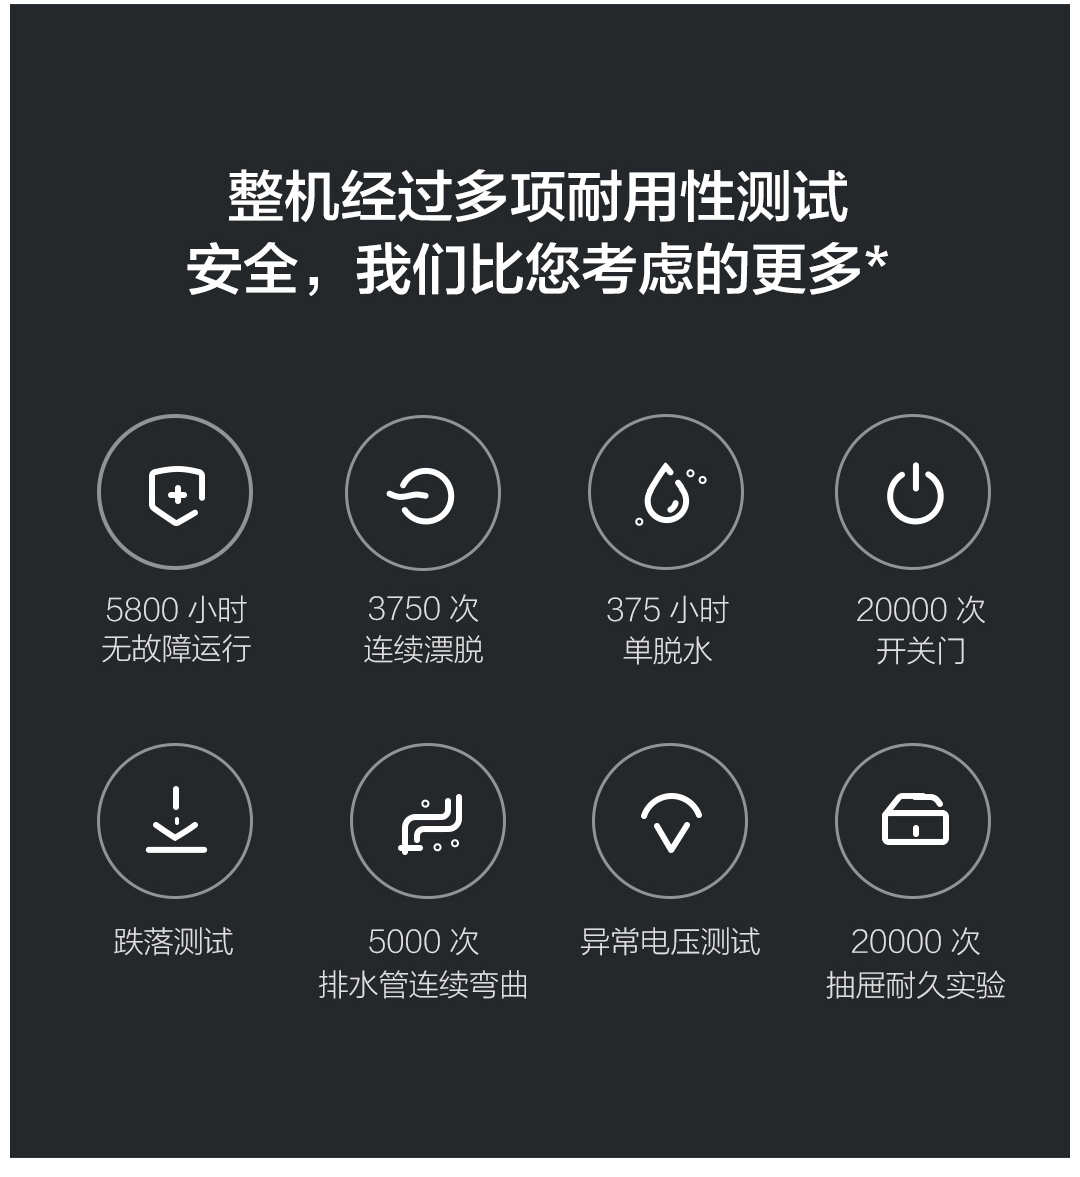 整机经过多项耐用性测试
安全，我们比您考虑的更多*
5800 小时
无故障运行
3750 次
连续漂脱
375 小时
单脱水
20000 次
开关门
跌落测试
5000 次
排水管连续弯曲
异常电压测试
20000 次
抽屉耐久实验